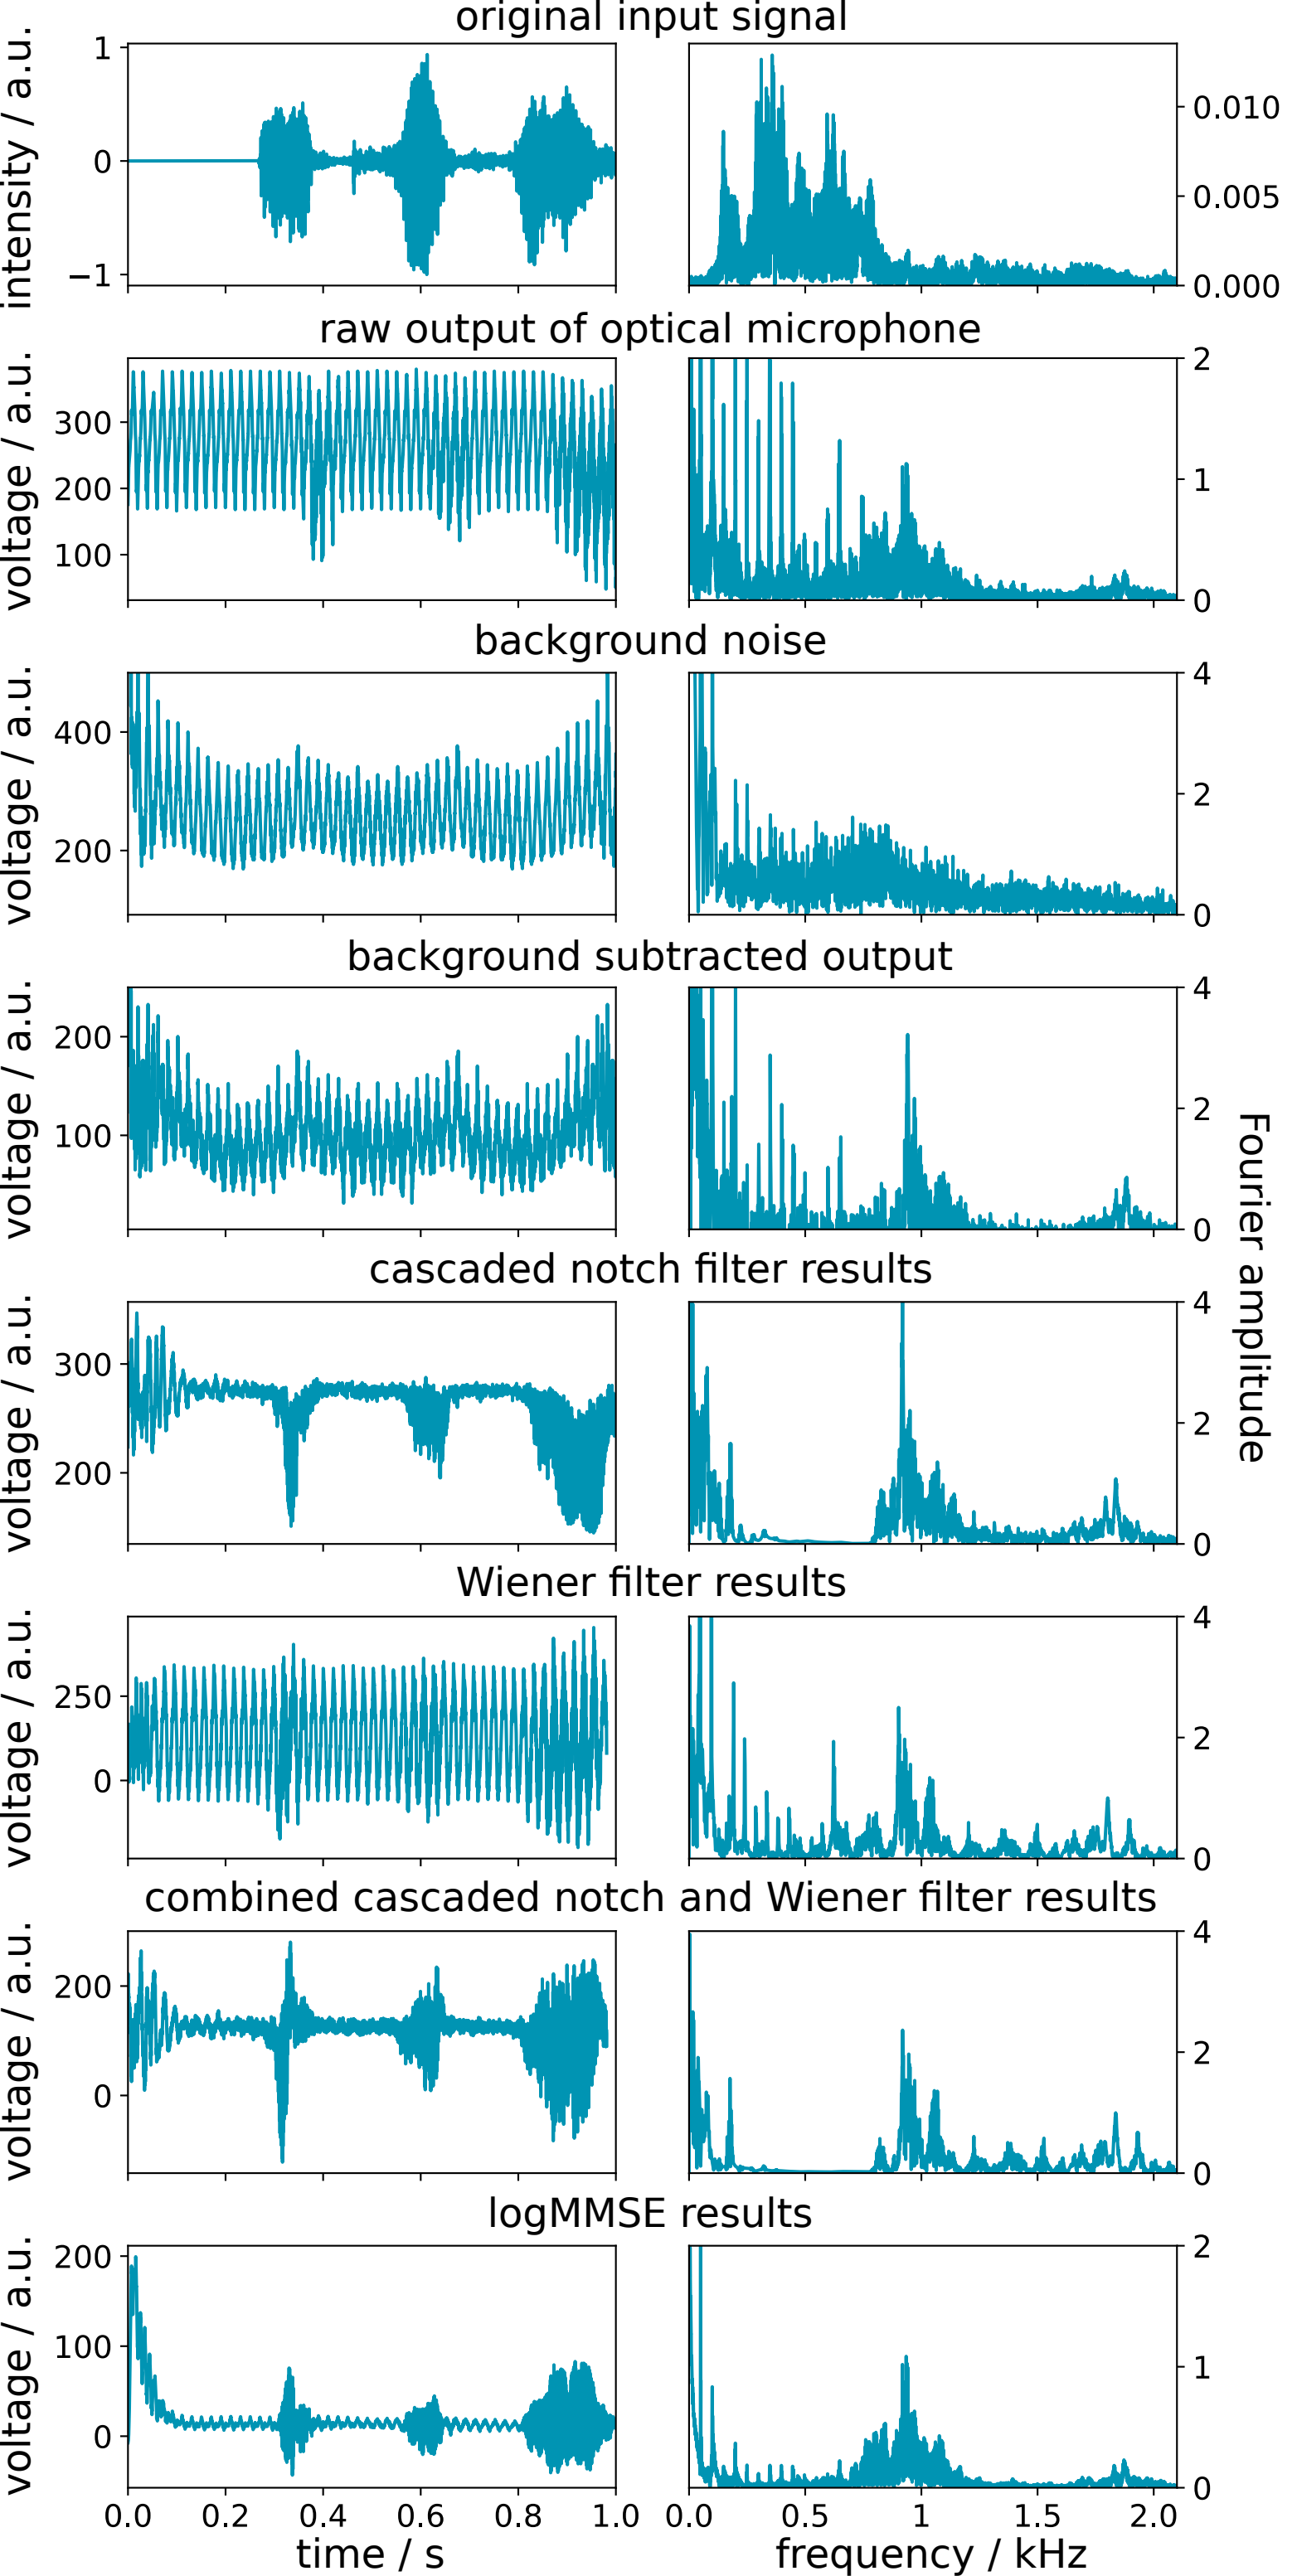 original input signal
intensity / a.u.
1
0
−1
0.010
0.005
0.000
raw output of optical microphone
voltage / a.u.
300
200
100
2
1
0
background noise
voltage / a.u.
400
200
4
2
0
background subtracted output
voltage / a.u.
200
100
4
2
0
Fourier amplitude
cascaded notch filter results
voltage / a.u.
300
200
4
2
0
Wiener filter results
voltage / a.u.
250
0
4
2
0
combined cascaded notch and Wiener filter results
voltage / a.u.
200
0
4
2
0
logMMSE results
voltage / a.u.
200
100
0
2
1
0
0.0 0.2 0.4 0.6 0.8 1.0
0.0 0.5 1 1.5 2.0
time / s
frequency / kHz